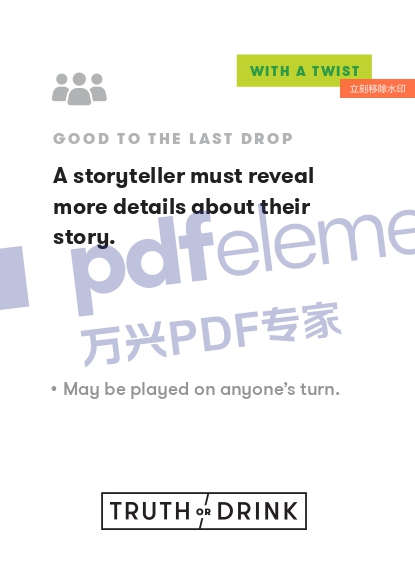 WITH A TWIST
立刻移除水印
GOOD TO THE LAST DROP
A storyteller must reveal
more details about their
story.
pdfeleme
万兴PDF专家
• May be played on anyone’s turn.
TRUTH OR DRINK